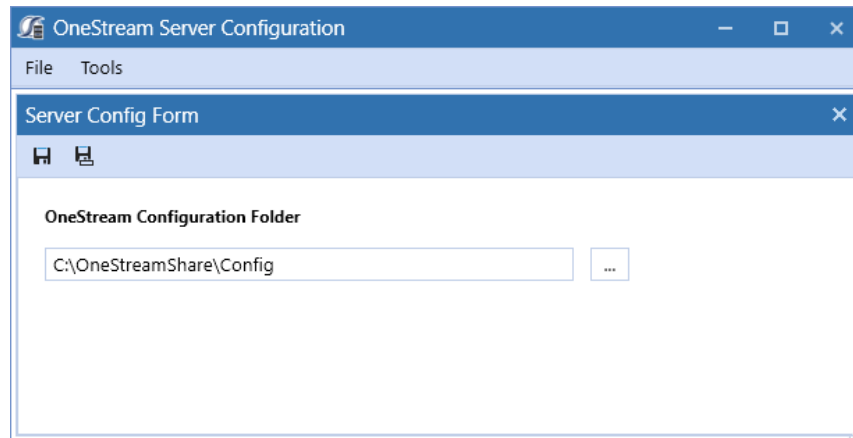 OneStream Server Configuration
File Tools
Server Config Form
OneStream Configuration Folder
C:\OneStreamShare\Config
...